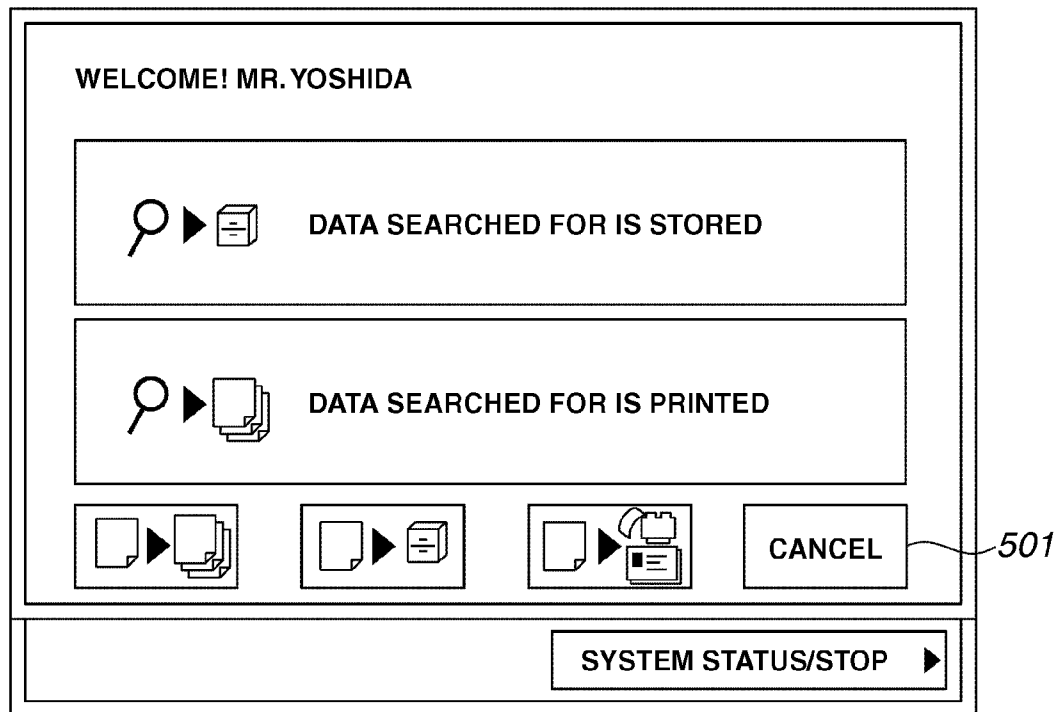 WELCOME! MR. YOSHIDA
DATA SEARCHED FOR IS STORED
DATA SEARCHED FOR IS PRINTED
CANCEL
501
SYSTEM STATUS/STOP